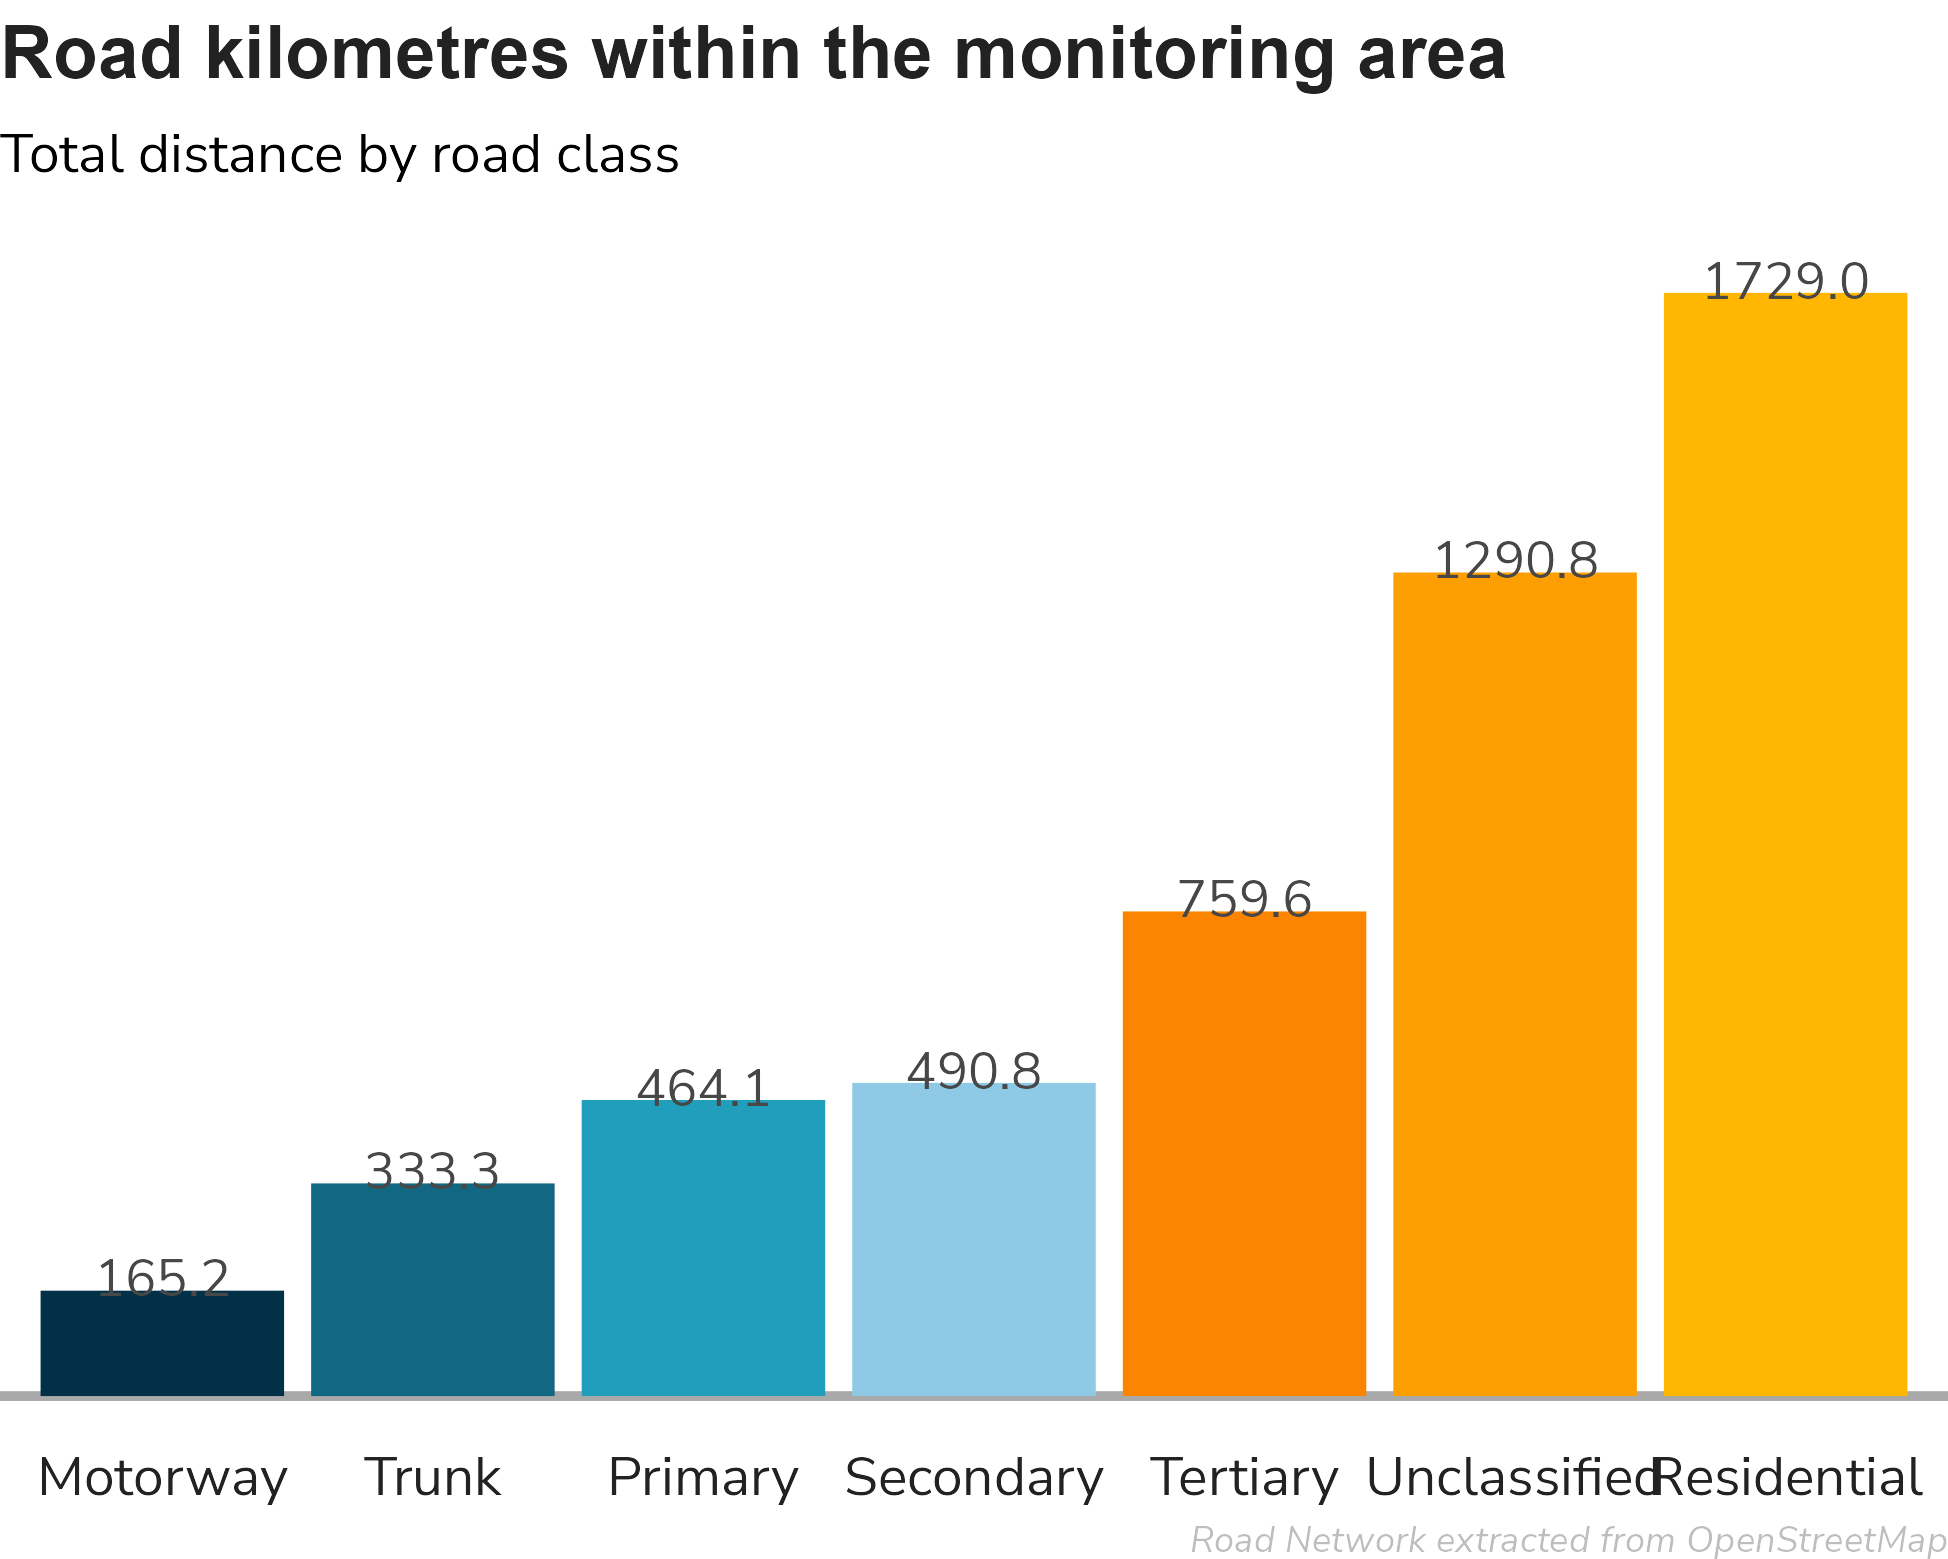 Road kilometres within the monitoring area
Total distance by road class
1729.0
1290.8
759.6
490.8
464.1
333.3
165.2
Motorway Trunk Primary Secondary Tertiary Unclassified Residential
Road Network extracted from OpenStreetMap